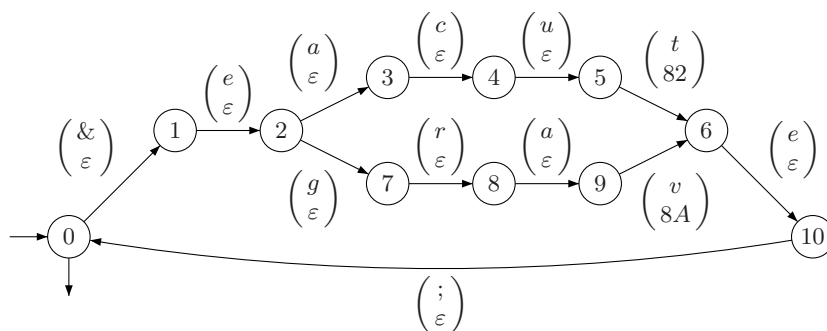 ( a ε )
( c ε )
( u ε )
( t 82 )
( e ε )
3
4
5
( & ε )
1
2
6
( e ε )
( g ε )
( r ε )
( a ε )
( v 8A )
7
8
9
0
10
( ; ε )